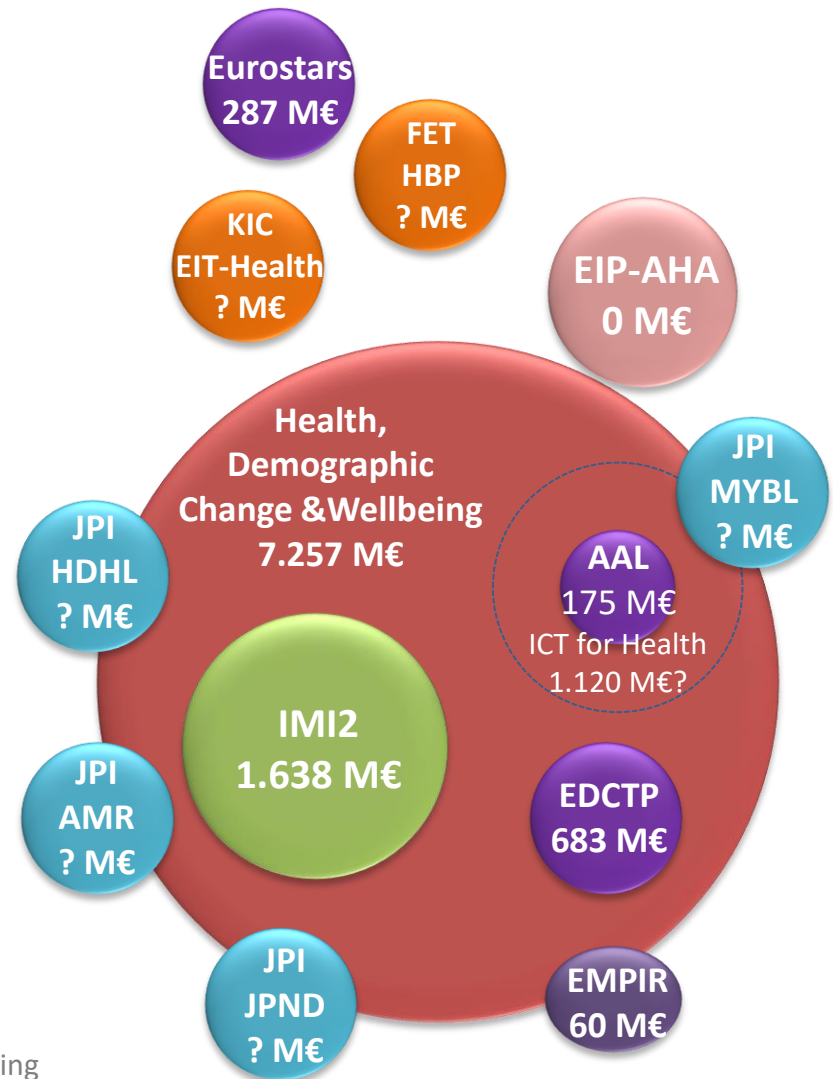 Eurostars
287 M€
FET
HBP
? M€
KIC
EIT-Health
? M€
EIP-AHA
0 M€
Health,
Demographic
Change &Wellbeing
7.257 M€
JPI
MYBL
? M€
JPI
HDHL
? M€
AAL
175 M€
ICT for Health
1.120 M€?
IMI2
1.638 M€
JPI
AMR
? M€
EDCTP
683 M€
JPI
JPND
? M€
EMPIR
60 M€
ing